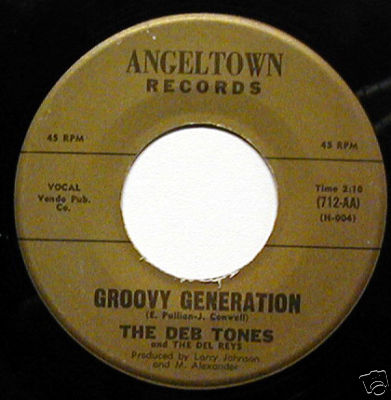 ANGELTOWN
RECORDS
45 RPM
45 RPM
VOCAL
Vendo Pub.
Co.
Time 2:10
(712-AA)
(H-004)
GROOVY GENERATION
(E. Pullian-J. Conwell)
THE DEB TONES
and THE DEL REYS
Produced by Larry Johnson
and M. Alexander